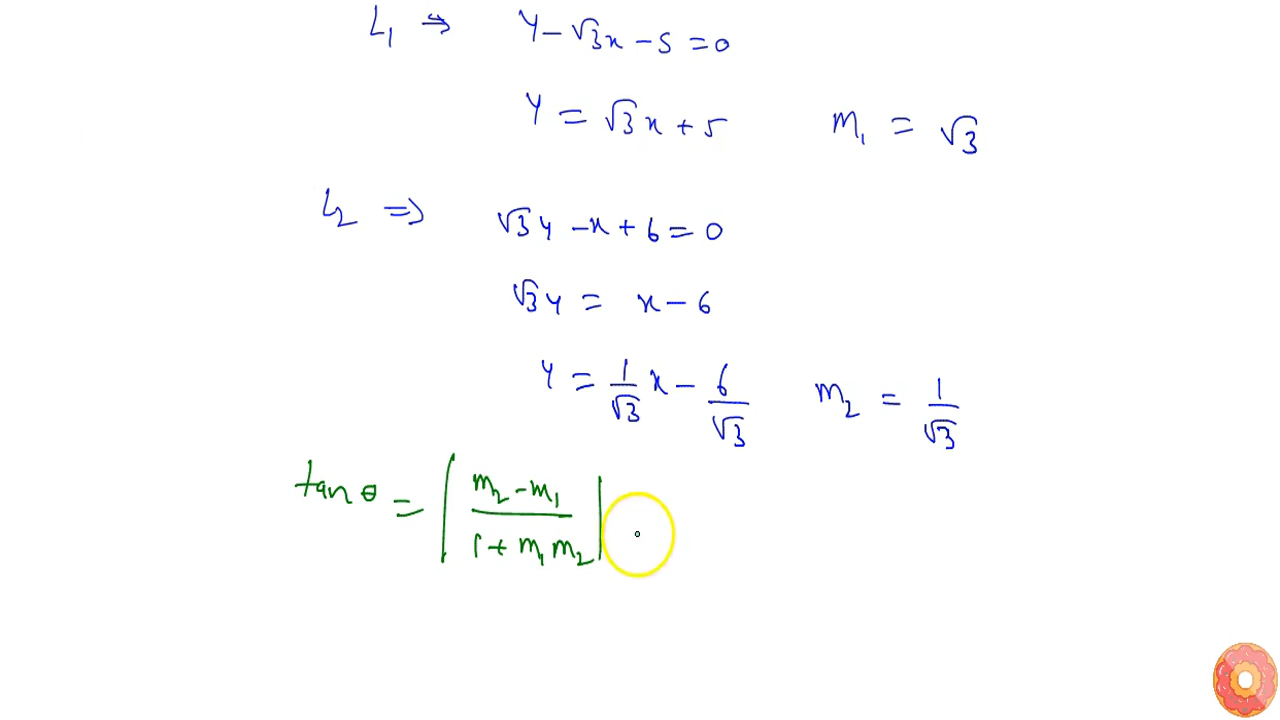 L₁ ⇒ y − √3x − 5 = 0
y = √3x + 5 m₁ = √3
L₂ ⇒ √3y − x + 6 = 0
√3y = x − 6
y = 1/√3 x − 6/√3 m₂ = 1/√3
tan θ = | (m₂ − m₁)/(1 + m₁m₂) |